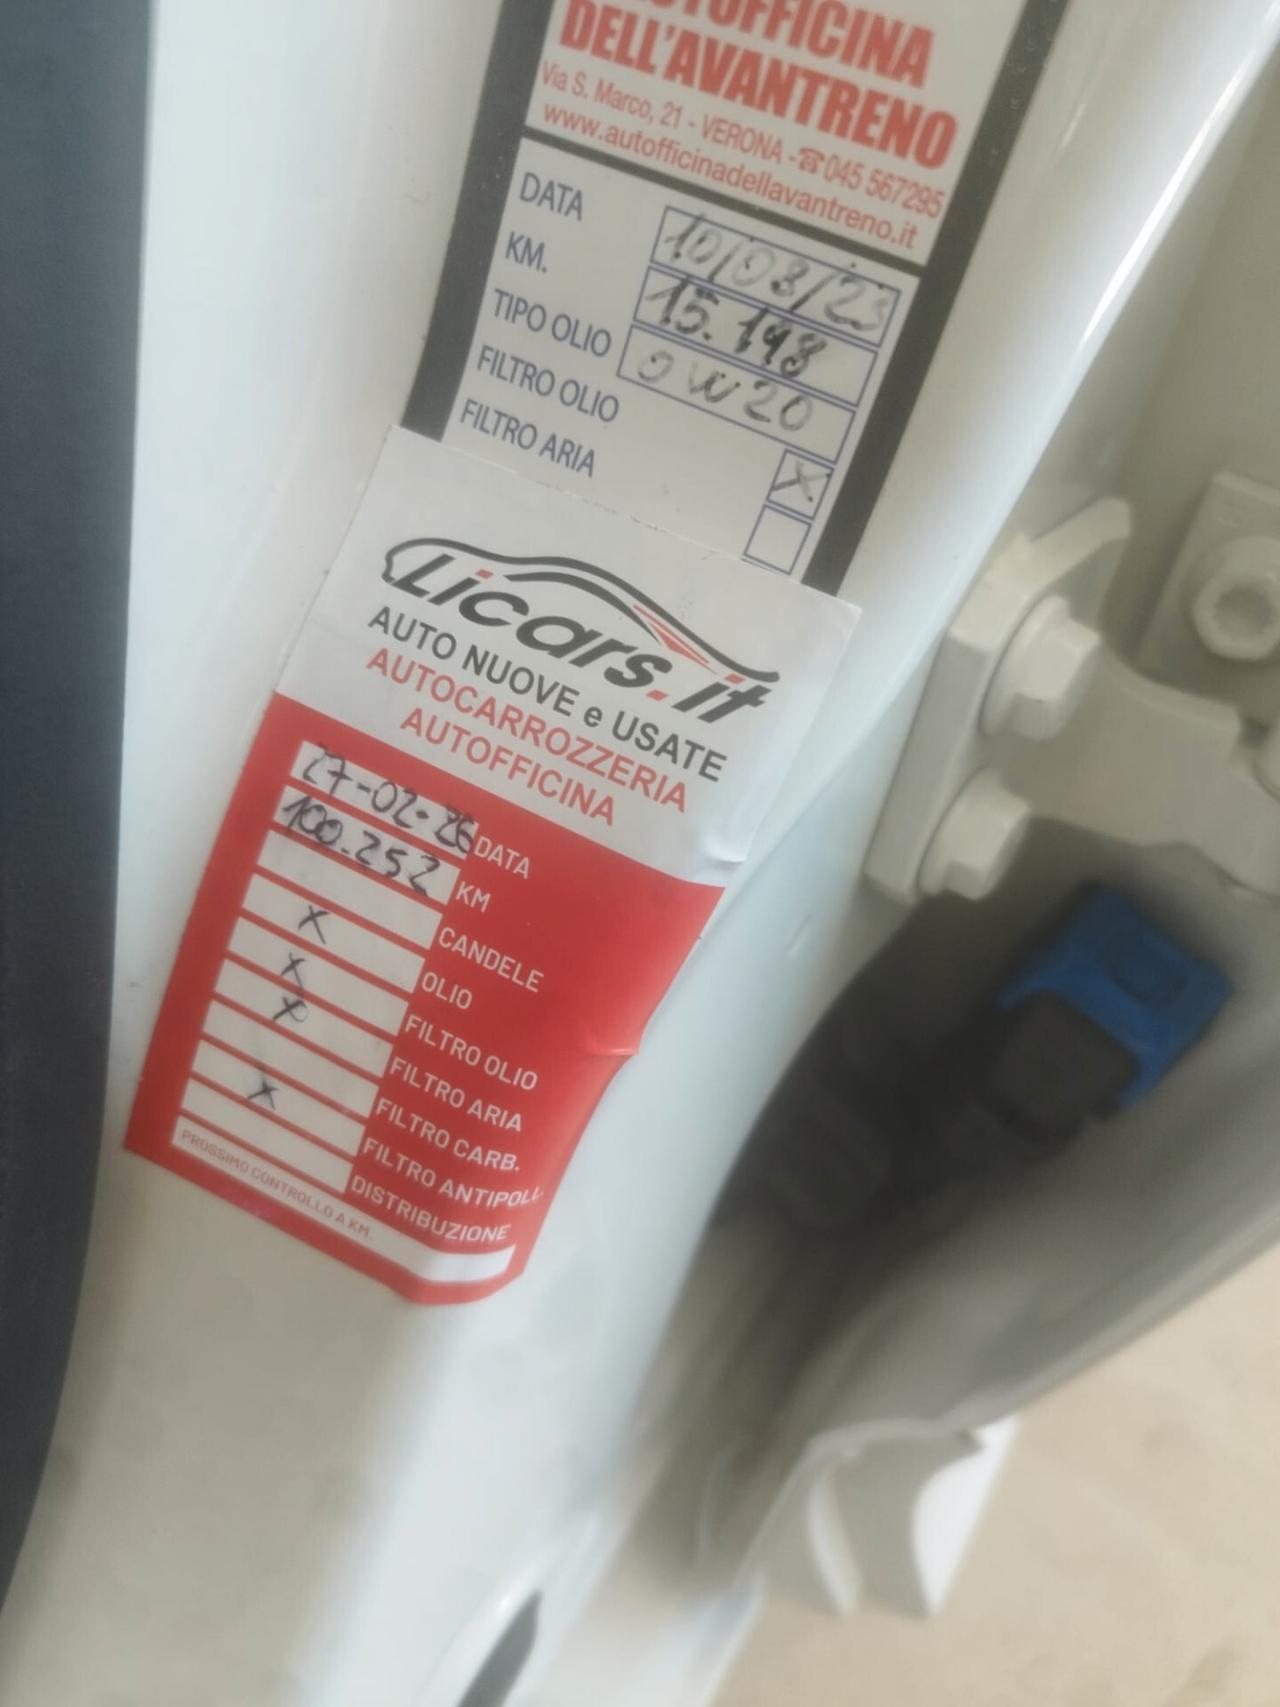 AUTOFFICINA
DELL'AVANTRENO
Via S. Marco, 21 - VERONA - ☎ 045 567295
www.autofficinadellavantreno.it
DATA 10/03/23
KM. 15.148
TIPO OLIO 0W20
FILTRO OLIO X
FILTRO ARIA
Licars.it
AUTO NUOVE e USATE
AUTOCARROZZERIA
AUTOFFICINA
27-02-26 DATA
100.252 KM
CANDELE
X OLIO
X FILTRO OLIO
X FILTRO ARIA
FILTRO CARB.
X FILTRO ANTIPOLL.
DISTRIBUZIONE
PROSSIMO CONTROLLO A KM.